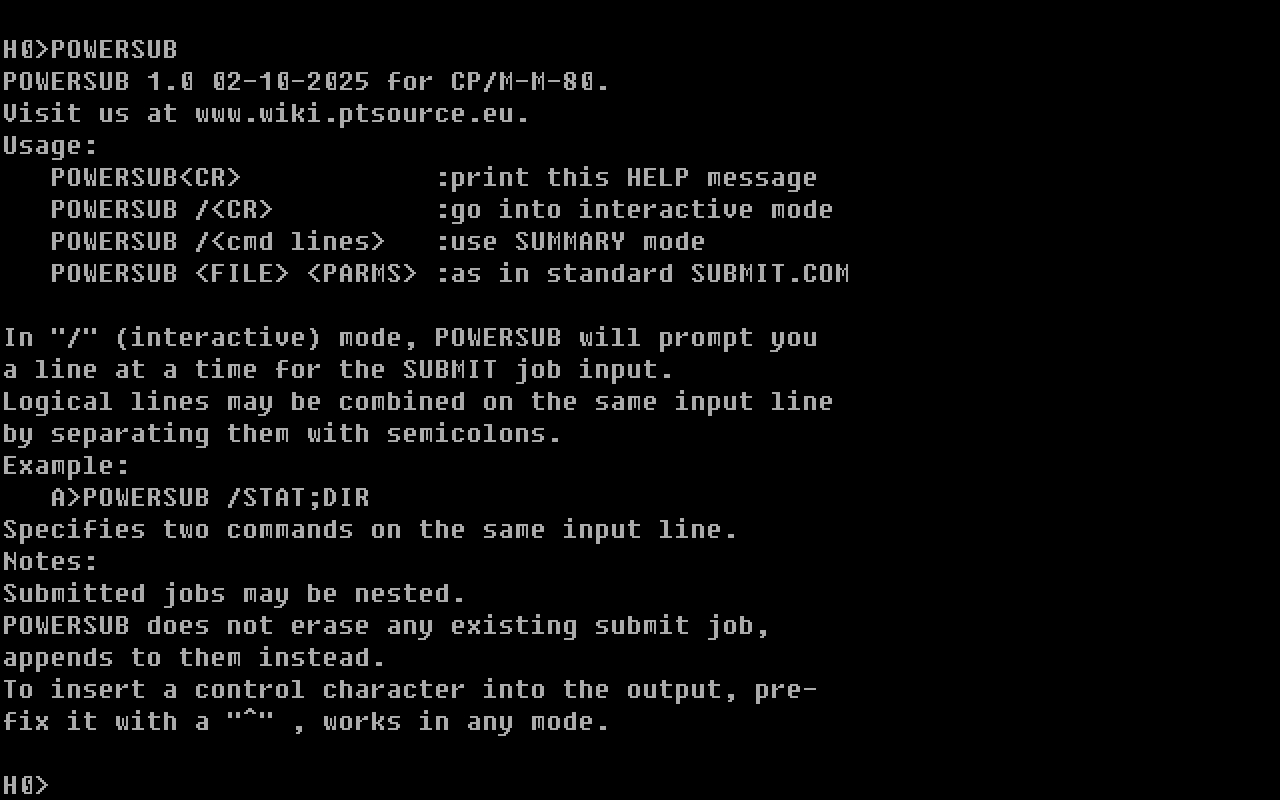 H0>POWERSUB
POWERSUB 1.0 02-10-2025 for CP/M-M-80.
Visit us at www.wiki.ptsource.eu.
Usage:
   POWERSUB<CR>            :print this HELP message
   POWERSUB /<CR>          :go into interactive mode
   POWERSUB /<cmd lines>   :use SUMMARY mode
   POWERSUB <FILE> <PARMS> :as in standard SUBMIT.COM

In "/" (interactive) mode, POWERSUB will prompt you
a line at a time for the SUBMIT job input.
Logical lines may be combined on the same input line
by separating them with semicolons.
Example:
   A>POWERSUB /STAT;DIR
Specifies two commands on the same input line.
Notes:
Submitted jobs may be nested.
POWERSUB does not erase any existing submit job,
appends to them instead.
To insert a control character into the output, pre-
fix it with a "^" , works in any mode.

H0>